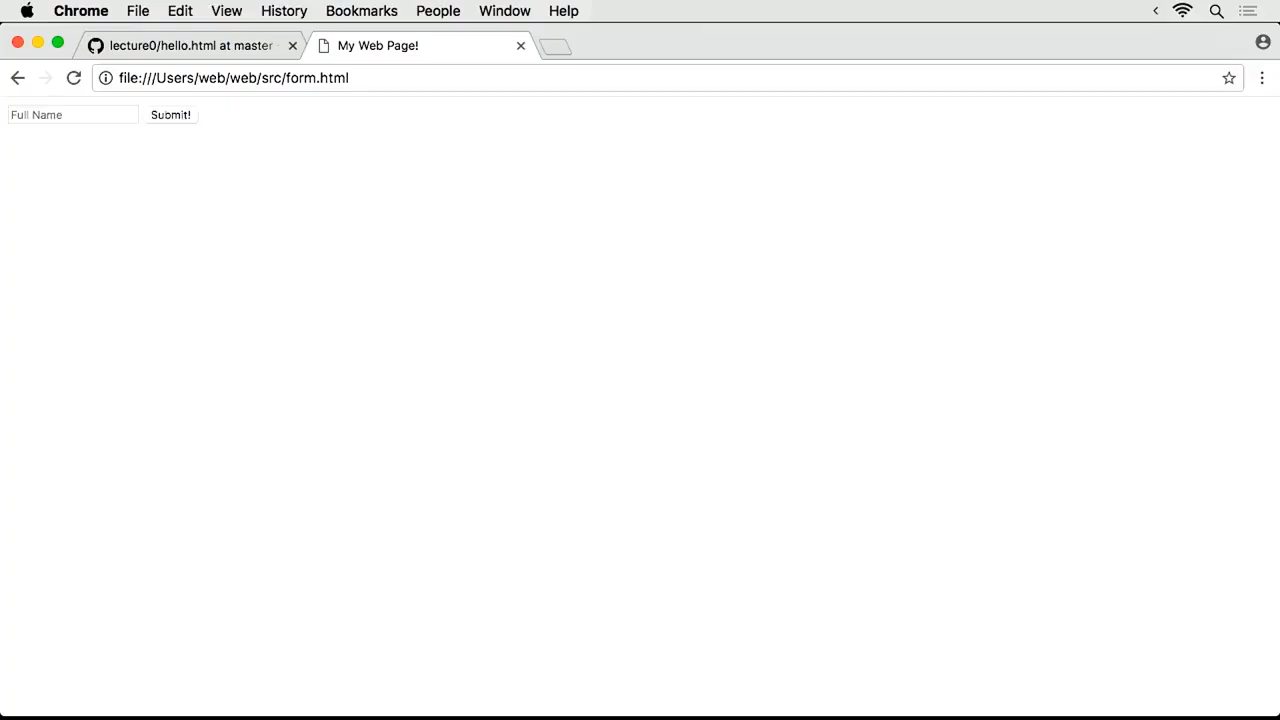 Chrome File Edit View History Bookmarks People Window Help
lecture0/hello.html at master
My Web Page!
file:///Users/web/web/src/form.html
Full Name Submit!